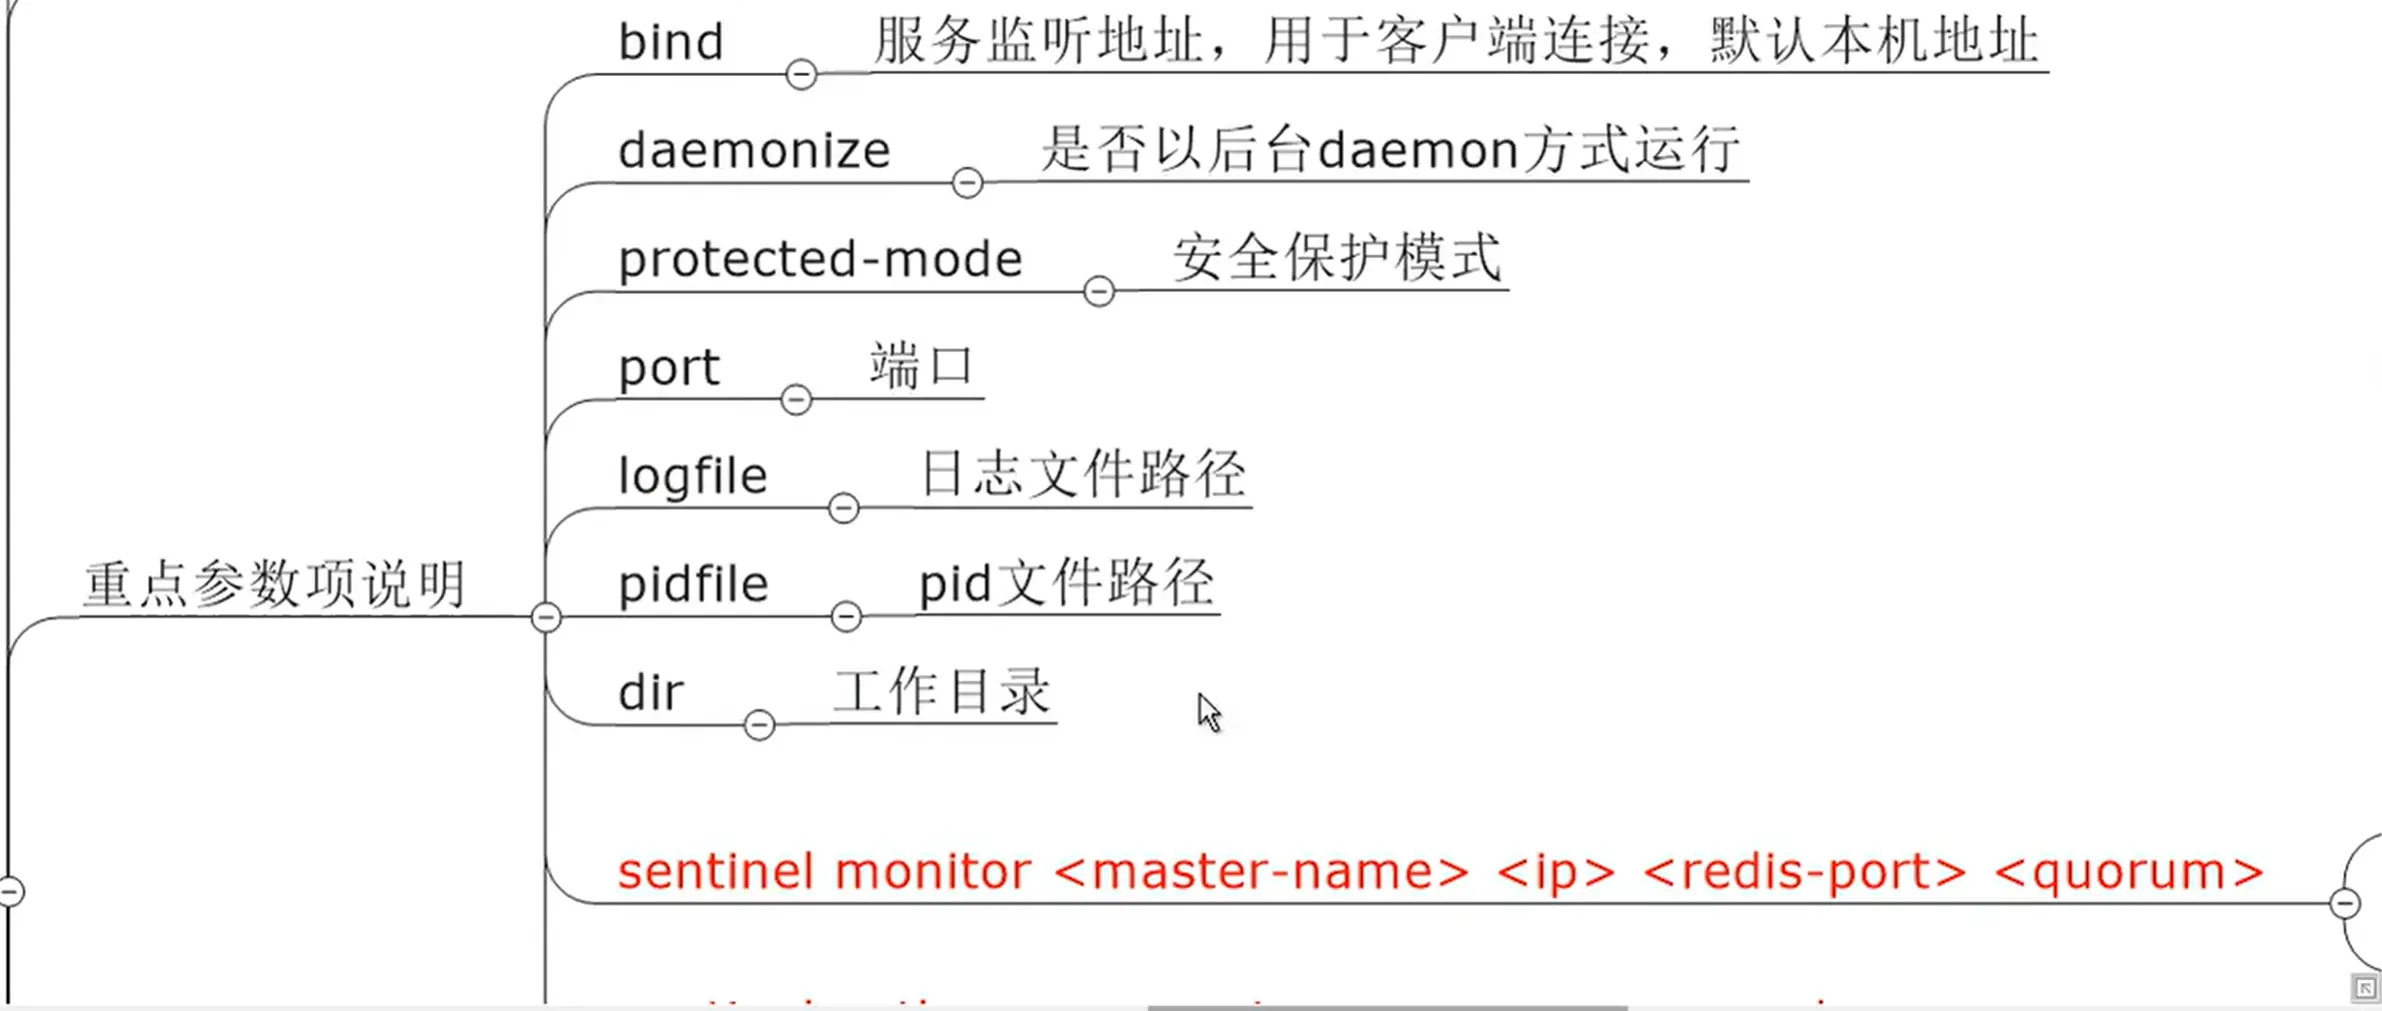 bind 服务监听地址，用于客户端连接，默认本机地址
daemonize 是否以后台daemon方式运行
protected-mode 安全保护模式
port 端口
logfile 日志文件路径
重点参数项说明
pidfile pid文件路径
dir 工作目录
sentinel monitor <master-name> <ip> <redis-port> <quorum>